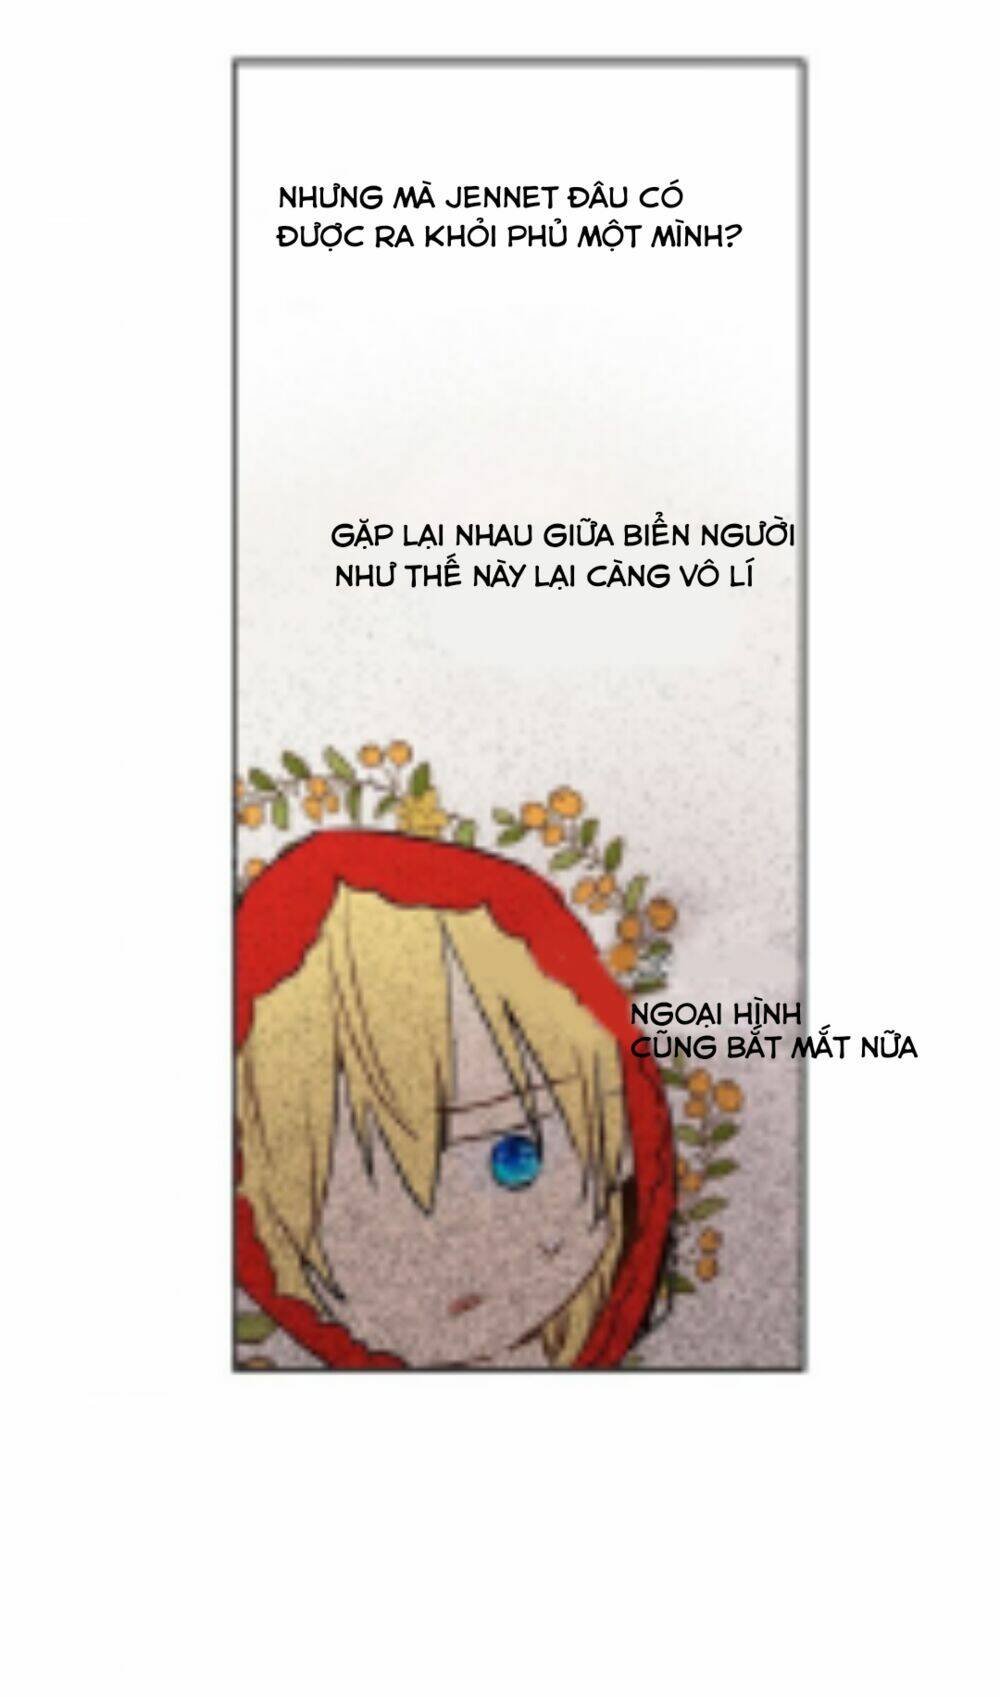 NHƯNG MÀ JENNET ĐÂU CÓ
ĐƯỢC RA KHỎI PHỦ MỘT MÌNH?
GẶP LẠI NHAU GIỮA BIỂN NGƯỜI
NHƯ THẾ NÀY LẠI CÀNG VÔ LÍ
NGOẠI HÌNH
CŨNG BẮT MẮT NỮA